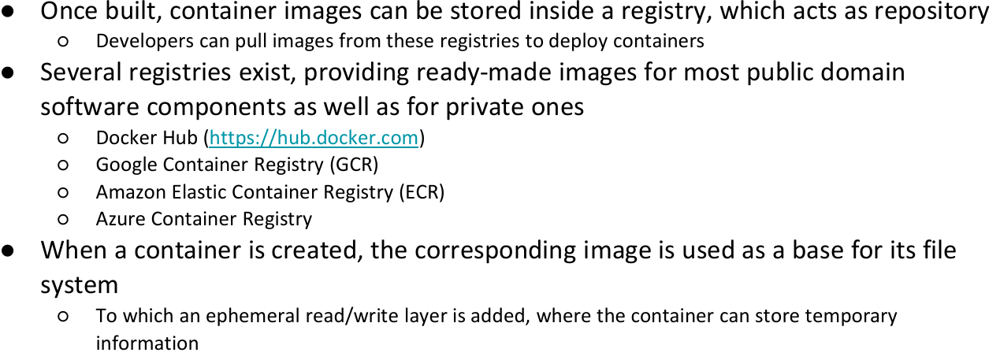 ● Once built, container images can be stored inside a registry, which acts as repository
○ Developers can pull images from these registries to deploy containers
● Several registries exist, providing ready-made images for most public domain
software components as well as for private ones
○ Docker Hub (https://hub.docker.com)
○ Google Container Registry (GCR)
○ Amazon Elastic Container Registry (ECR)
○ Azure Container Registry
● When a container is created, the corresponding image is used as a base for its file
system
○ To which an ephemeral read/write layer is added, where the container can store temporary
information